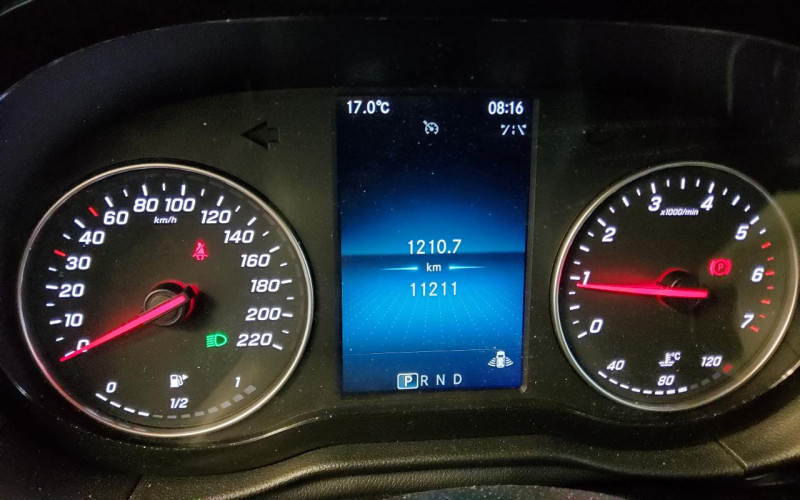 17.0°C 08:16
1210.7
km
11211
P R N D
0 10 20 30 40 60 80 100 120 140 160 180 200 220
km/h
0 1/2 1
0 1 2 3 4 5 6 7
x1000/min
P
°C
40 80 120